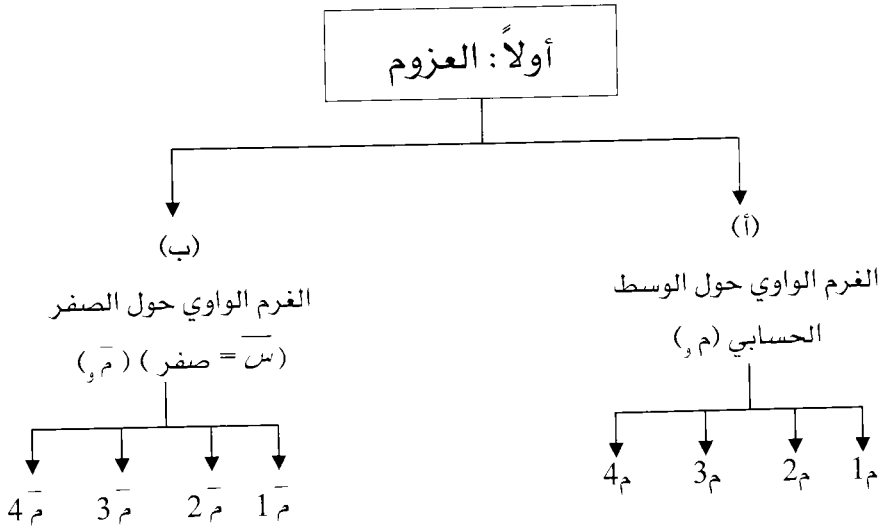 أولاً: العزوم
(أ)
الغرم الواوي حول الوسط
الحسابي (م و)
م1 م2 م3 م4
(ب)
الغرم الواوي حول الصفر
(س̅ = صفر) (م̅ و)
م̅1 م̅2 م̅3 م̅4